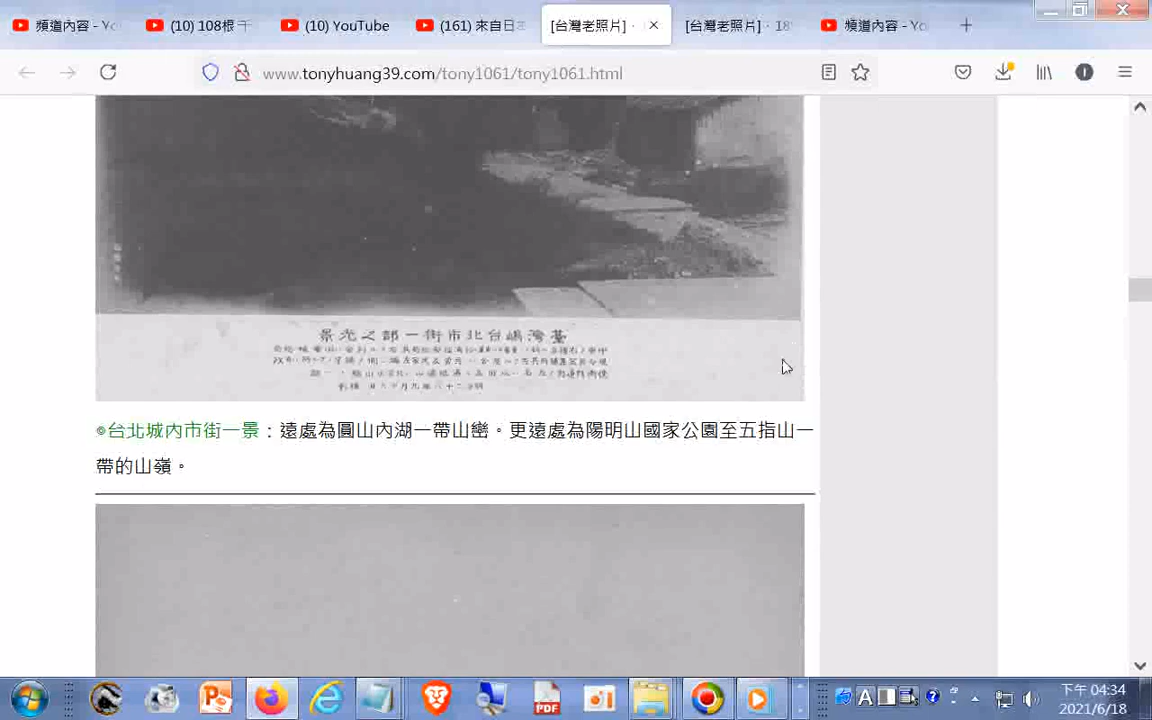 頻道內容 - Yo
(10) 108根 千
(10) YouTube
(161) 來自日本
[台灣老照片]‧
[台灣老照片]‧18
頻道內容 - Yo
www.tonyhuang39.com/tony1061/tony1061.html
景光之部一街市北台嶋灣臺
◎台北城內市街一景：遠處為圓山內湖一帶山巒。更遠處為陽明山國家公園至五指山一
帶的山嶺。
PDF
A
下午 04:34
2021/6/18